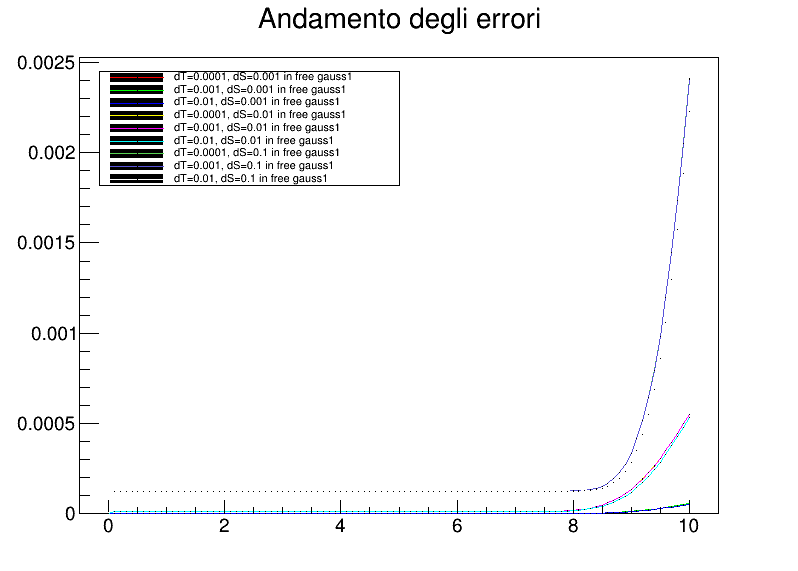 Andamento degli errori
0.0025
0.002
0.0015
0.001
0.0005
0
dT=0.0001, dS=0.001 in free gauss1
dT=0.001, dS=0.001 in free gauss1
dT=0.01, dS=0.001 in free gauss1
dT=0.0001, dS=0.01 in free gauss1
dT=0.001, dS=0.01 in free gauss1
dT=0.01, dS=0.01 in free gauss1
dT=0.0001, dS=0.1 in free gauss1
dT=0.001, dS=0.1 in free gauss1
dT=0.01, dS=0.1 in free gauss1
0 2 4 6 8 10